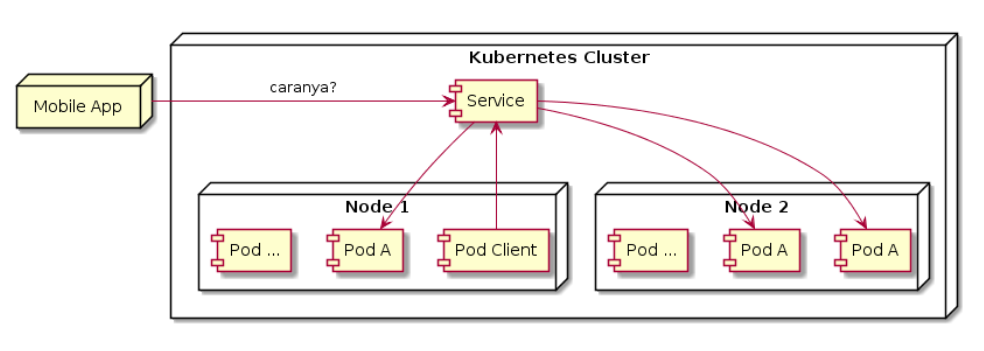 Kubernetes Cluster
Mobile App
caranya?
Service
Node 1
Pod ...
Pod A
Pod Client
Node 2
Pod ...
Pod A
Pod A